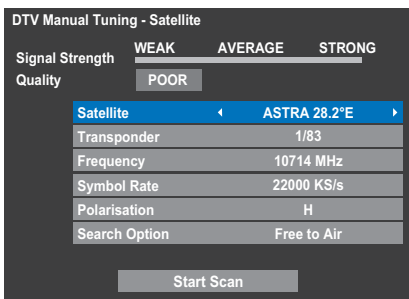 DTV Manual Tuning - Satellite
WEAK AVERAGE STRONG
Signal Strength
Quality POOR
Satellite ASTRA 28.2°E
Transponder 1/83
Frequency 10714 MHz
Symbol Rate 22000 KS/s
Polarisation H
Search Option Free to Air
Start Scan